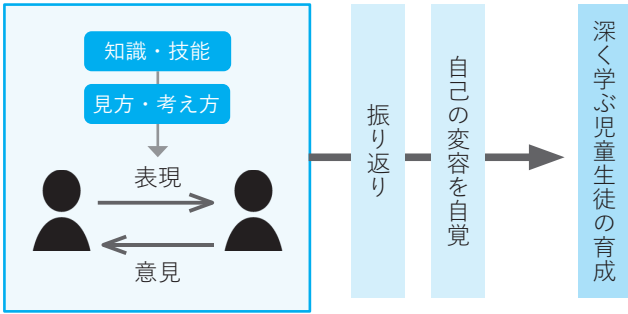 知識・技能
見方・考え方
表現
意見
振り返り
自己の変容を自覚
深く学ぶ児童生徒の育成